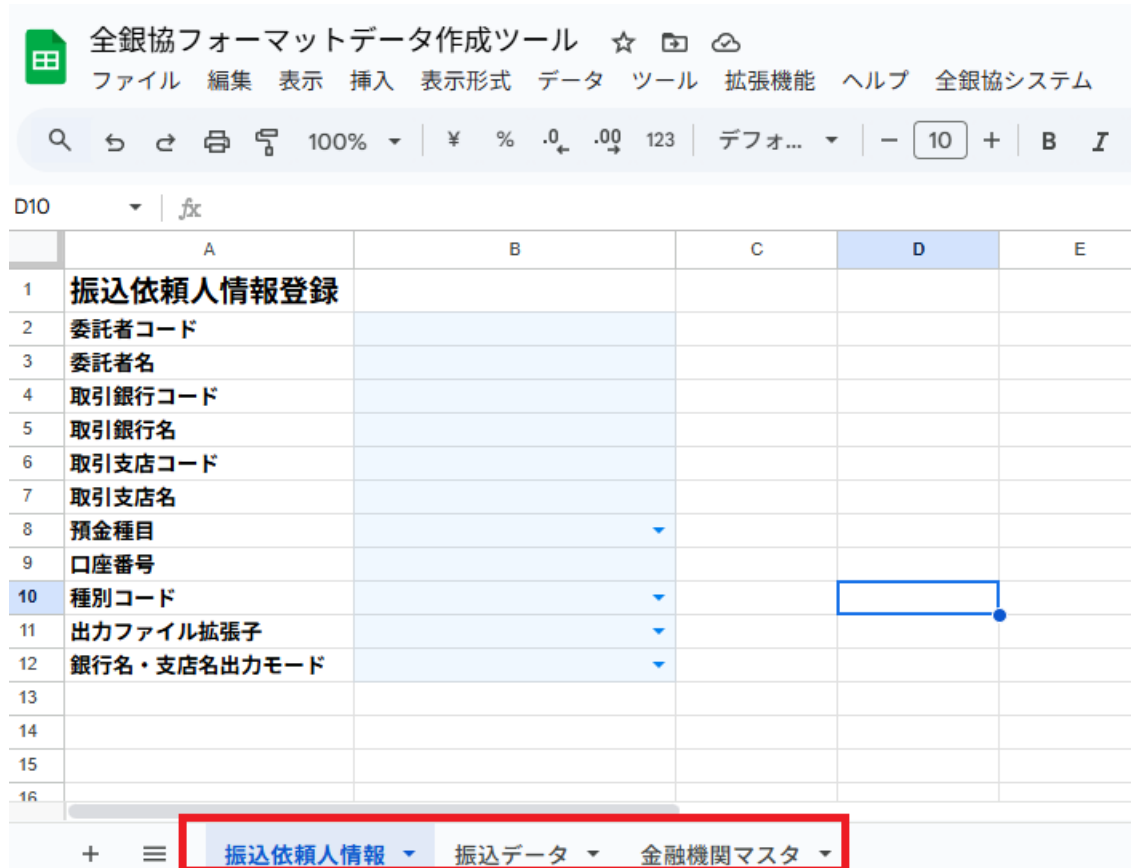 全銀協フォーマットデータ作成ツール
ファイル 編集 表示 挿入 表示形式 データ ツール 拡張機能 ヘルプ 全銀協システム
100% ¥ % .0 .00 123 デフォ... 10 B I
D10 fx
A B C D E
1 振込依頼人情報登録
2 委託者コード
3 委託者名
4 取引銀行コード
5 取引銀行名
6 取引支店コード
7 取引支店名
8 預金種目
9 口座番号
10 種別コード
11 出力ファイル拡張子
12 銀行名・支店名出力モード
13
14
15
16
振込依頼人情報 振込データ 金融機関マスタ